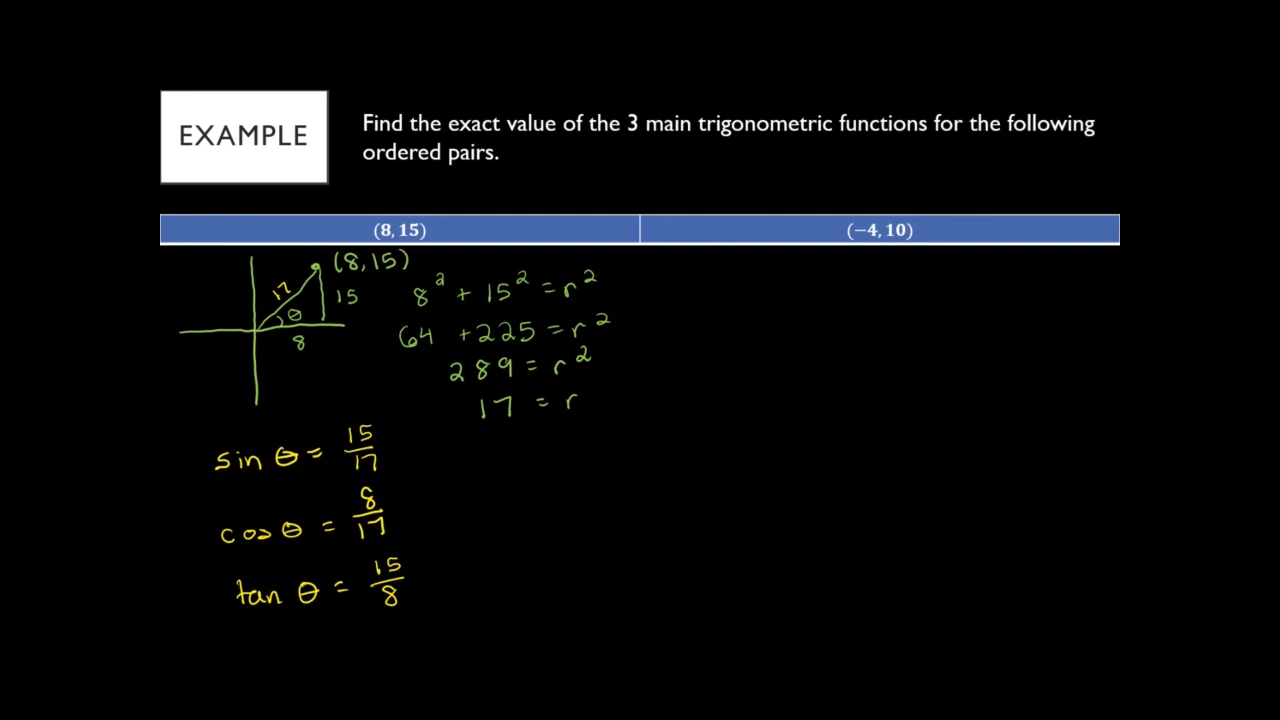 EXAMPLE
Find the exact value of the 3 main trigonometric functions for the following
ordered pairs.
(8, 15)
(−4, 10)
(8,15)
17
15
θ
8
8² + 15² = r²
64 + 225 = r²
289 = r²
17 = r
sin θ = 15/17
cos θ = 8/17
tan θ = 15/8